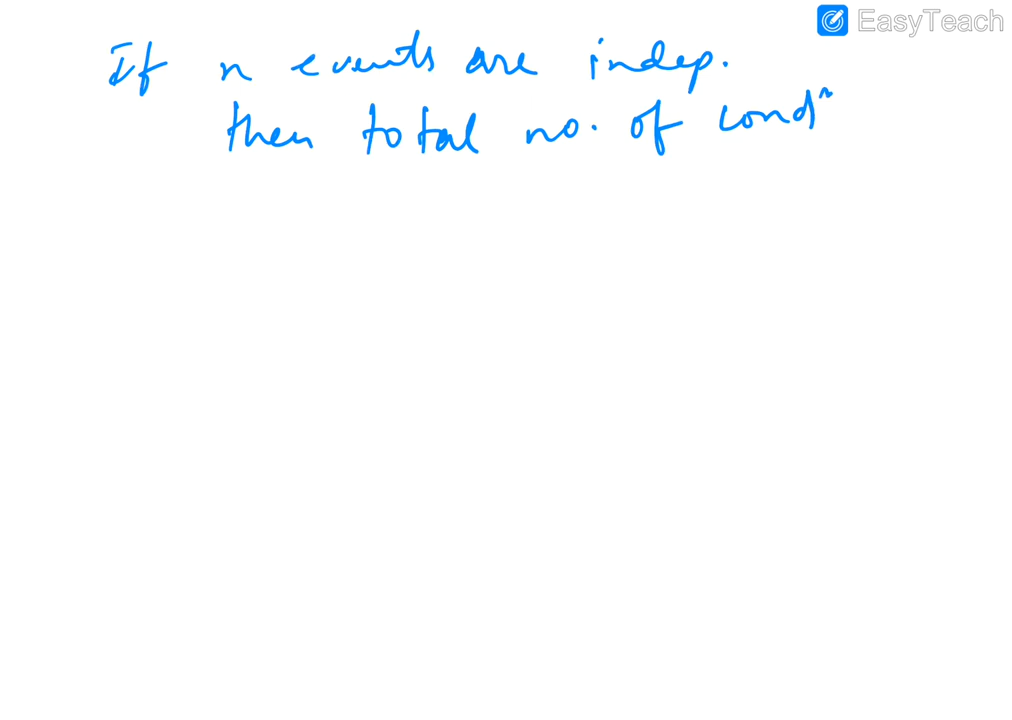 EasyTeach
If n events are indep.
then total no. of condⁿ